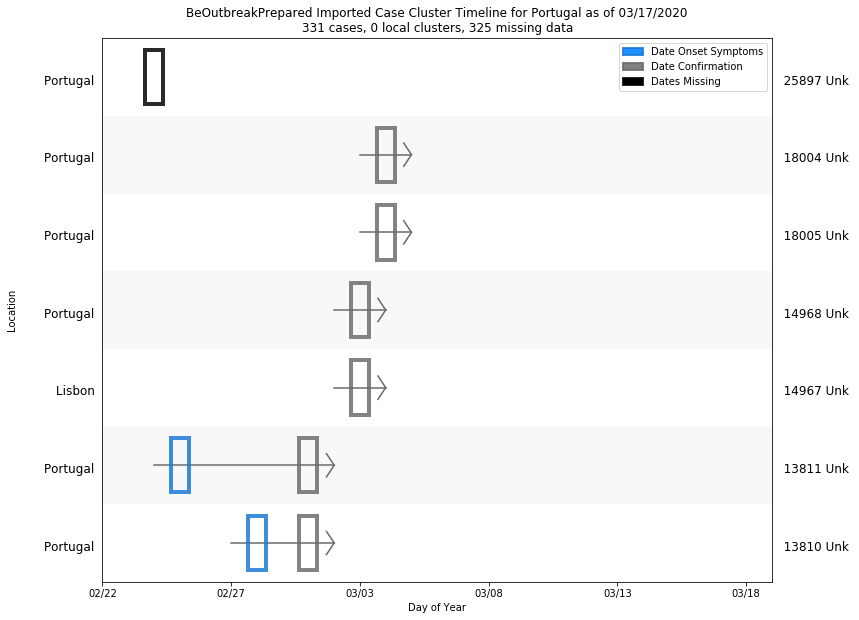 BeOutbreakPrepared Imported Case Cluster Timeline for Portugal as of 03/17/2020
331 cases, 0 local clusters, 325 missing data
Date Onset Symptoms
Date Confirmation
Dates Missing
Portugal 25897 Unk
Portugal 18004 Unk
Portugal 18005 Unk
Portugal 14968 Unk
Lisbon 14967 Unk
Portugal 13811 Unk
Portugal 13810 Unk
Location
02/22 02/27 03/03 03/08 03/13 03/18
Day of Year